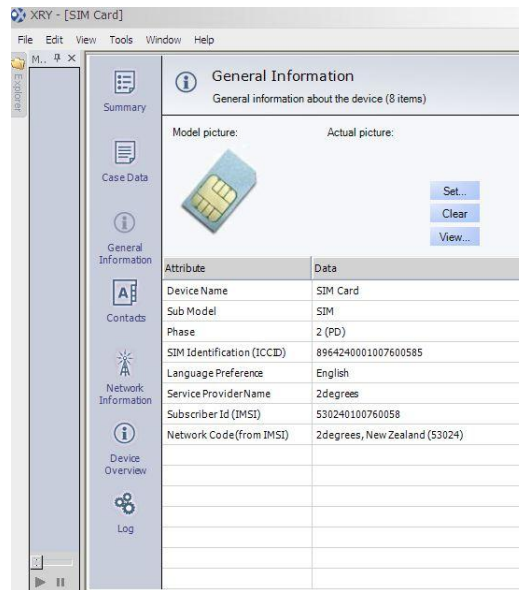 XRY - [SIM Card]
File Edit View Tools Window Help
M..
Explorer
Summary
Case Data
General
Information
Contacts
Network
Information
Device
Overview
Log
General Information
General information about the device (8 items)
Model picture: Actual picture:
Set...
Clear
View...
Attribute Data
Device Name SIM Card
Sub Model SIM
Phase 2 (PD)
SIM Identification (ICCID) 8964240001007600585
Language Preference English
Service Provider Name 2degrees
Subscriber Id (IMSI) 530240100760058
Network Code (from IMSI) 2degrees, New Zealand (53024)